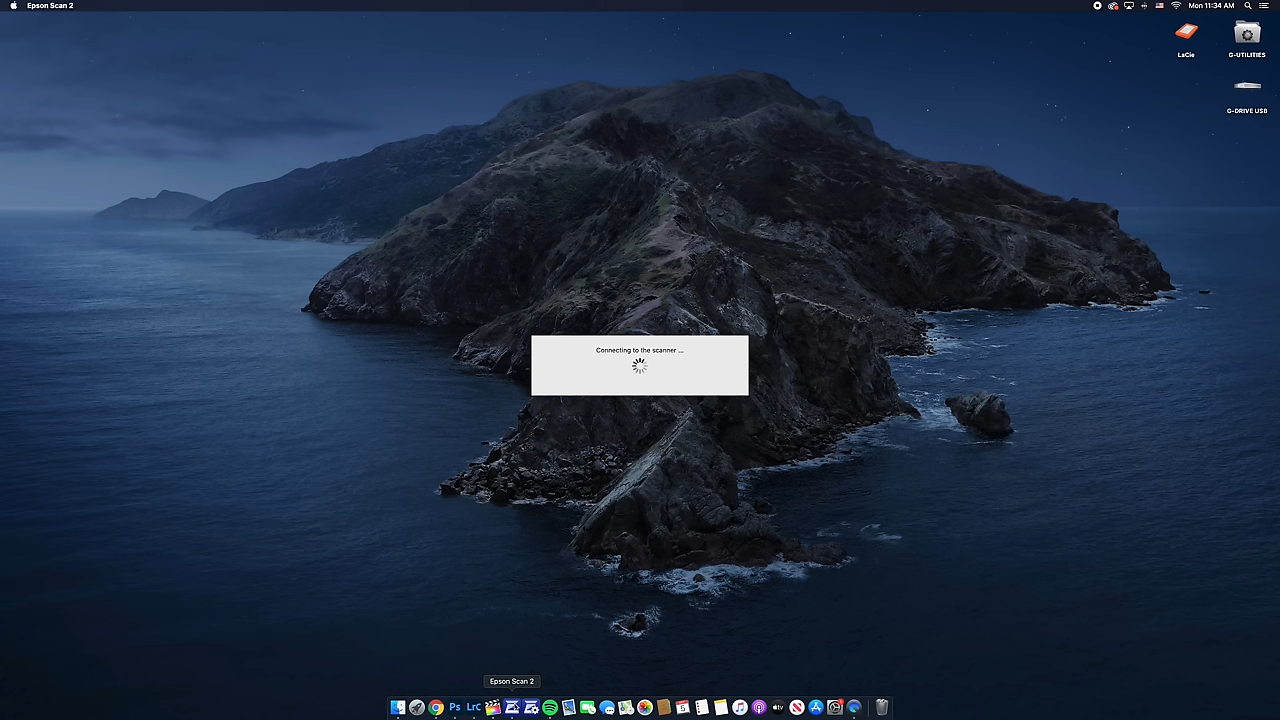 Epson Scan 2
Mon 11:34 AM
LaCie
G-UTILITIES
G-DRIVE USB
Connecting to the scanner ...
Epson Scan 2
Ps
LrC
tv